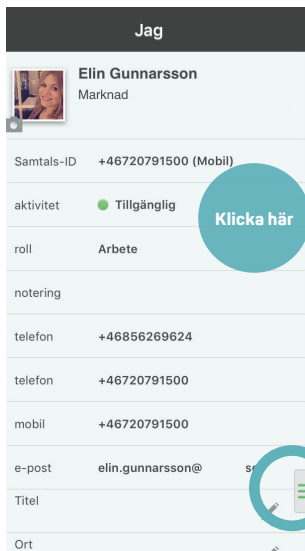 Jag
Elin Gunnarsson
Marknad
Samtals-ID +46720791500 (Mobil)
aktivitet Tillgänglig
Klicka här
roll Arbete
notering
telefon +46856269624
telefon +46720791500
mobil +46720791500
e-post elin.gunnarsson@
Titel
Ort